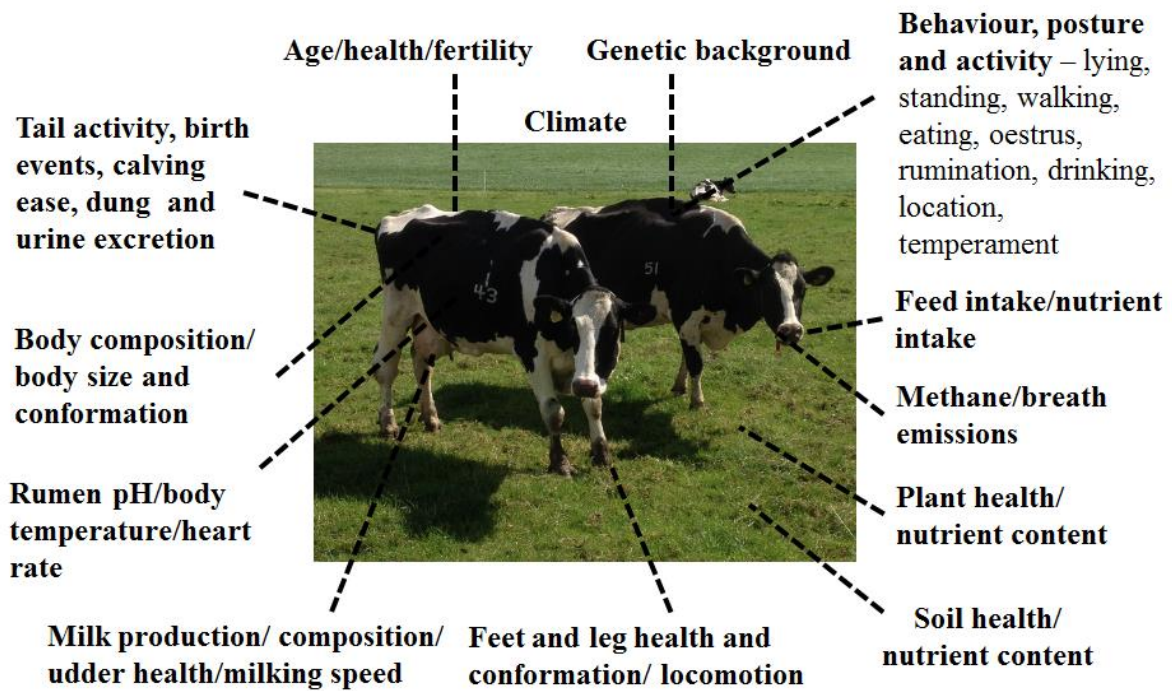 Age/health/fertility
Genetic background
Behaviour, posture
and activity – lying,
standing, walking,
eating, oestrus,
rumination, drinking,
location,
temperament
Climate
Tail activity, birth
events, calving
ease, dung and
urine excretion
43
51
Feed intake/nutrient
intake
Body composition/
body size and
conformation
Methane/breath
emissions
Rumen pH/body
temperature/heart
rate
Plant health/
nutrient content
Milk production/ composition/
udder health/milking speed
Feet and leg health and
conformation/ locomotion
Soil health/
nutrient content